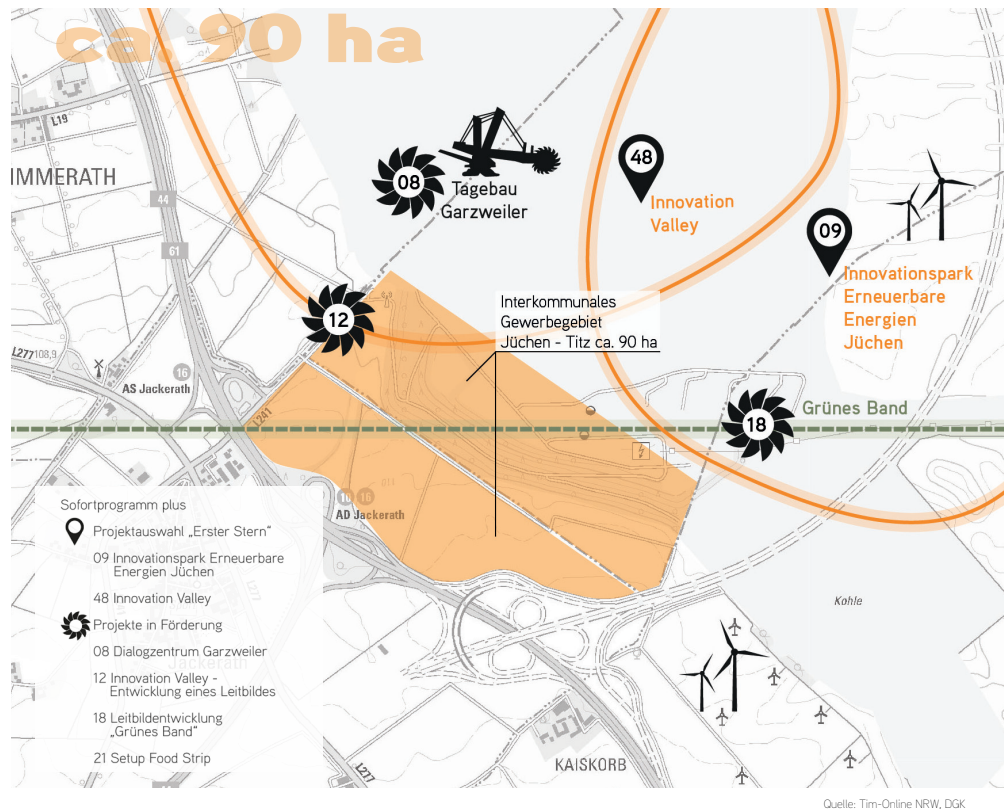 ca. 90 ha
L19
IMMERATH
44
61
08
Tagebau
Garzweiler
48
Innovation
Valley
09
Innovationspark
Erneuerbare
Energien
Jüchen
12
Interkommunales
Gewerbegebiet
Jüchen - Titz ca. 90 ha
L277
108,9
16
AS Jackerath
L241
Grünes Band
18
16
AD Jackerath
Sofortprogramm plus
Projektauswahl „Erster Stern“
09 Innovationspark Erneuerbare
Energien Jüchen
48 Innovation Valley
Projekte in Förderung
08 Dialogzentrum Garzweiler
Jackerath
12 Innovation Valley -
Entwicklung eines Leitbildes
18 Leitbildentwicklung
„Grünes Band“
21 Setup Food Strip
L277
Kohle
KAISKORB
Quelle: Tim-Online NRW, DGK